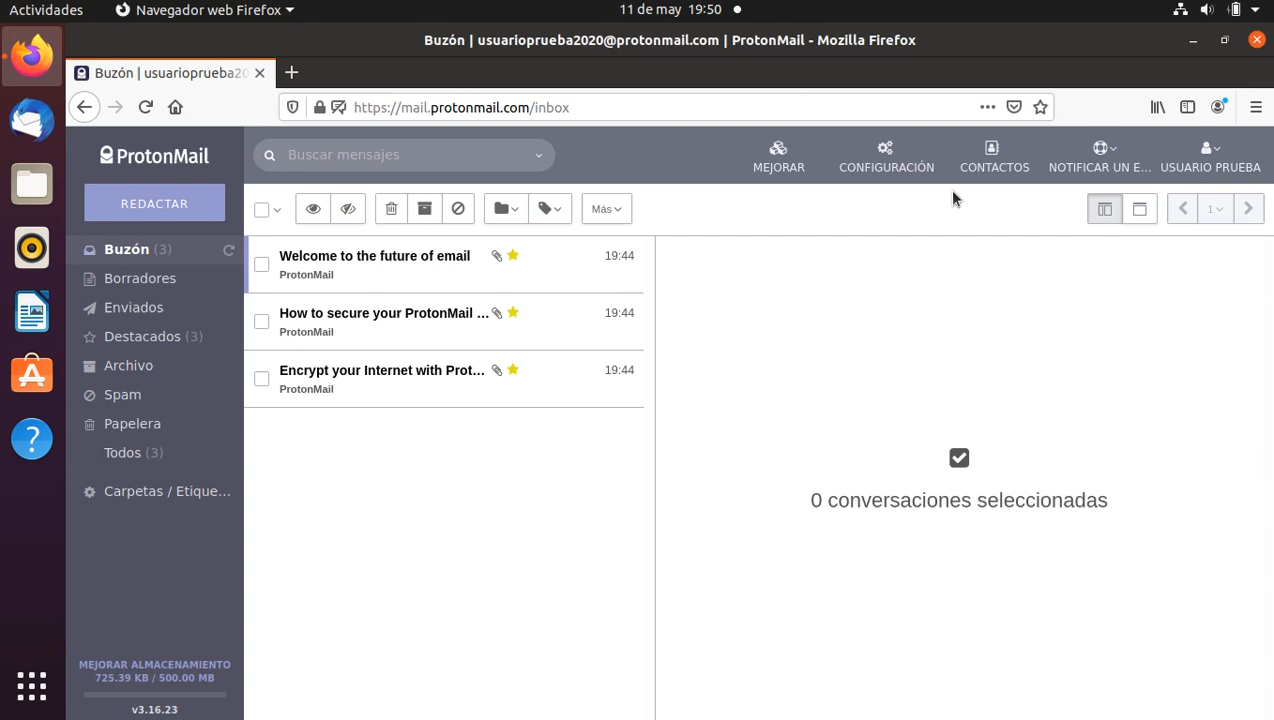 Actividades
Navegador web Firefox
11 de may 19:50
Buzón | usuarioprueba2020@protonmail.com | ProtonMail - Mozilla Firefox
Buzón | usuarioprueba20
https://mail.protonmail.com/inbox
ProtonMail
Buscar mensajes
MEJORAR
CONFIGURACIÓN
CONTACTOS
NOTIFICAR UN E...
USUARIO PRUEBA
REDACTAR
Más
1
Buzón (3)
Borradores
Enviados
Destacados (3)
Archivo
Spam
Papelera
Todos (3)
Carpetas / Etique...
MEJORAR ALMACENAMIENTO
725.39 KB / 500.00 MB
v3.16.23
Welcome to the future of email
19:44
ProtonMail
How to secure your ProtonMail ...
19:44
ProtonMail
Encrypt your Internet with Prot...
19:44
ProtonMail
0 conversaciones seleccionadas